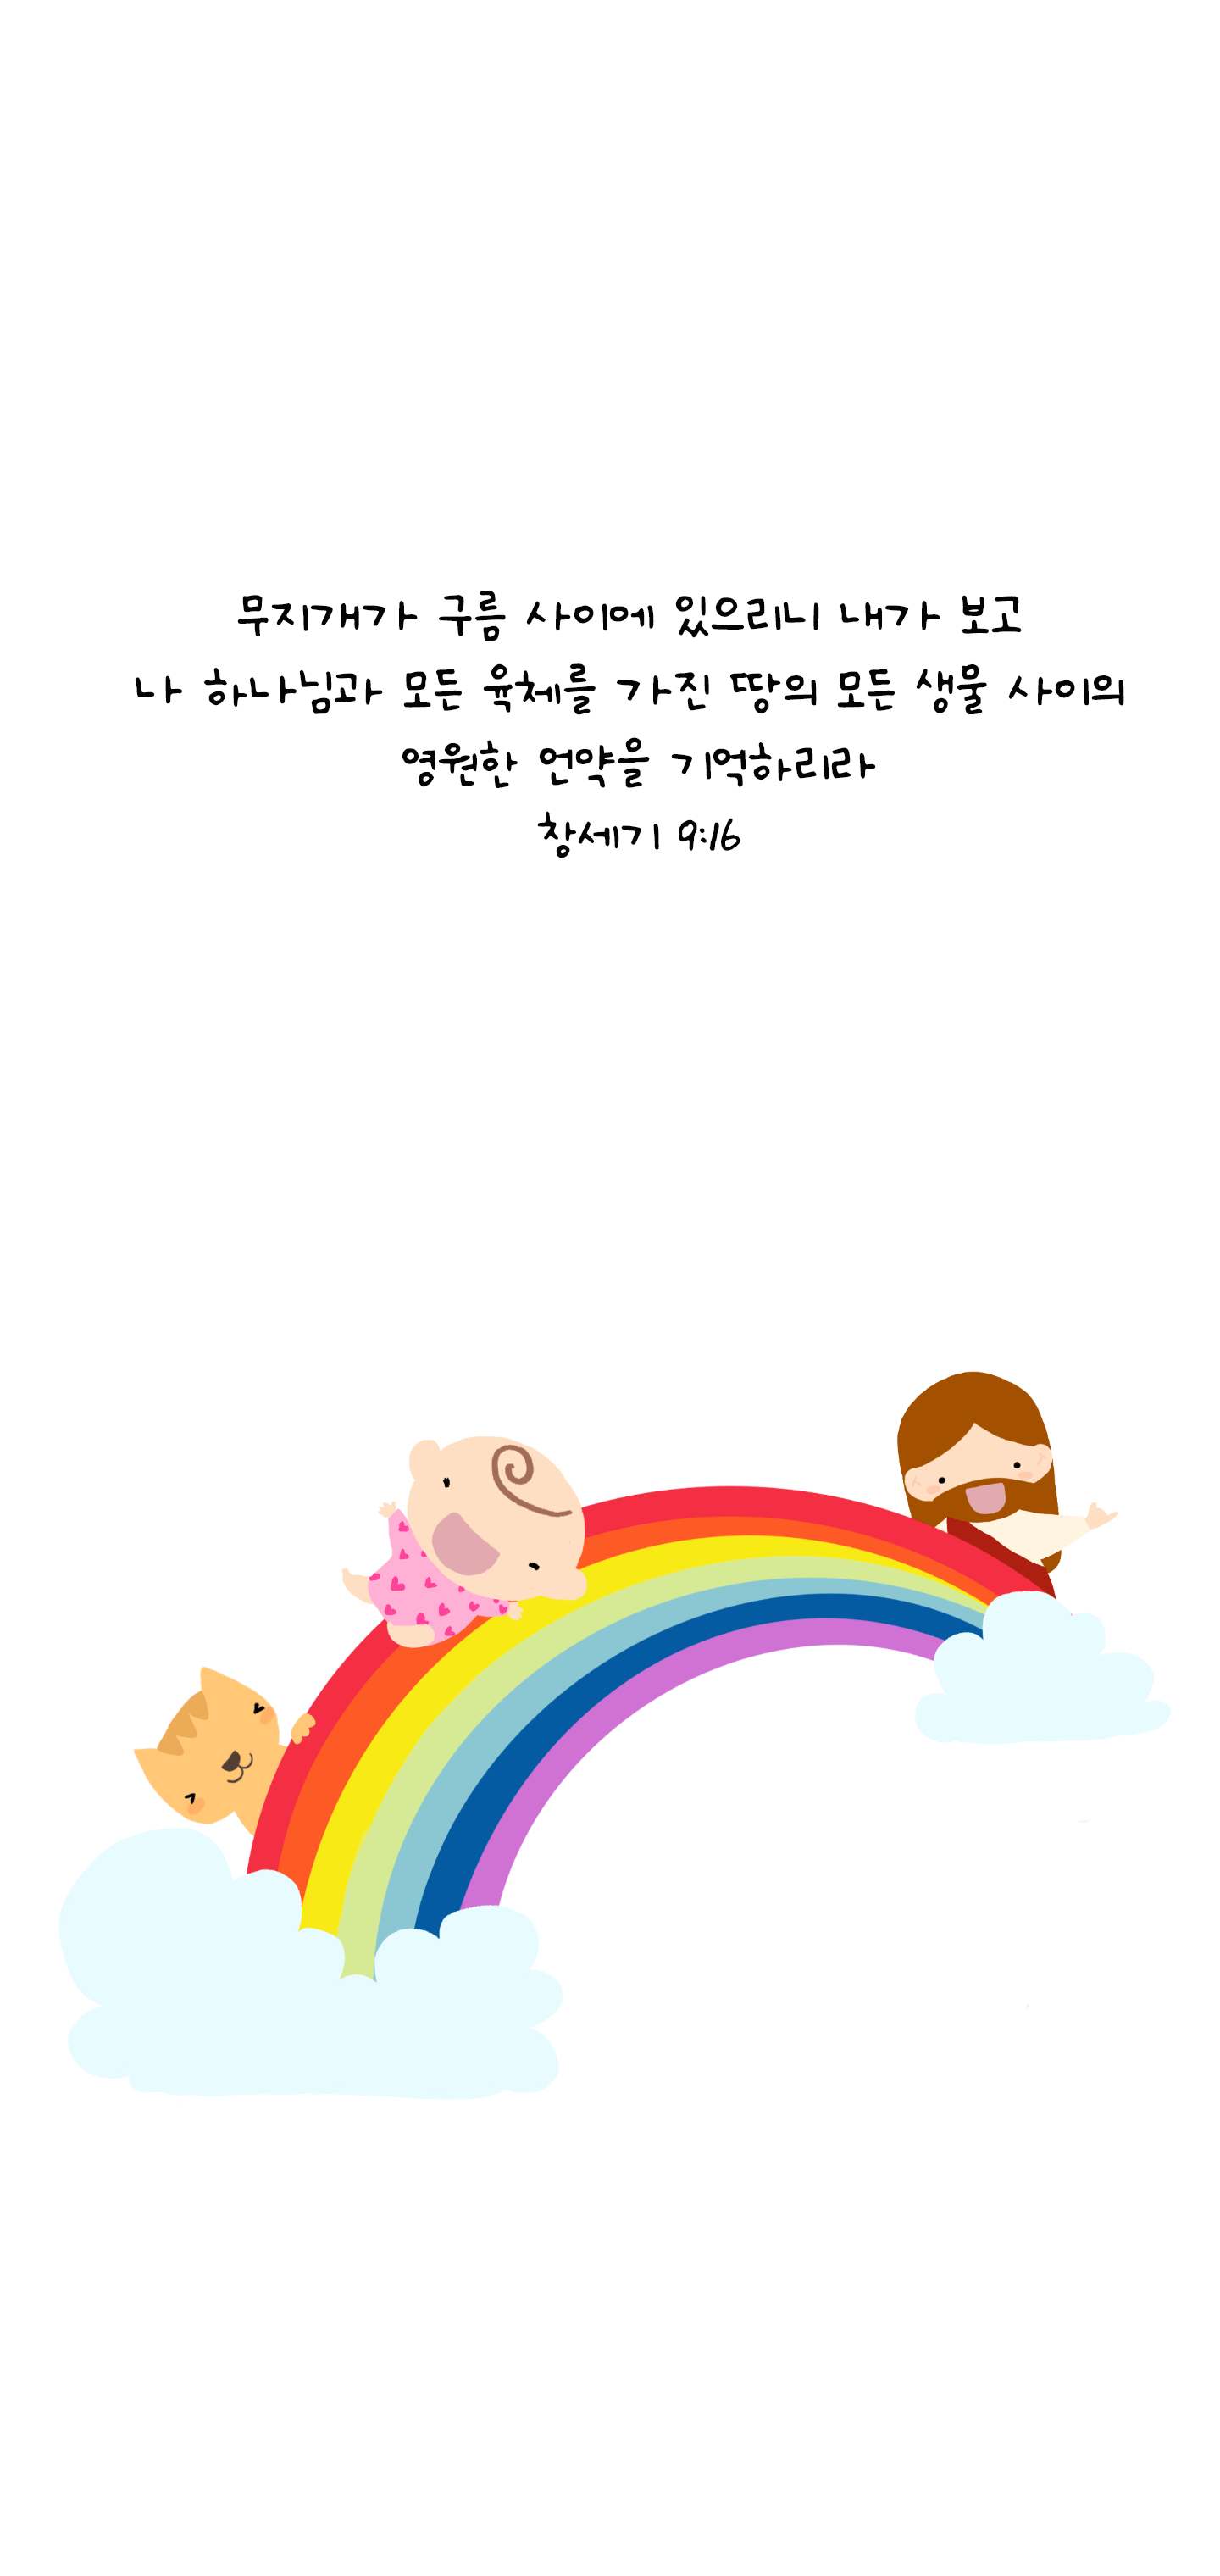 무지개가 구름 사이에 있으리니 내가 보고
나 하나님과 모든 육체를 가진 땅의 모든 생물 사이의
영원한 언약을 기억하리라
창세기 9:16